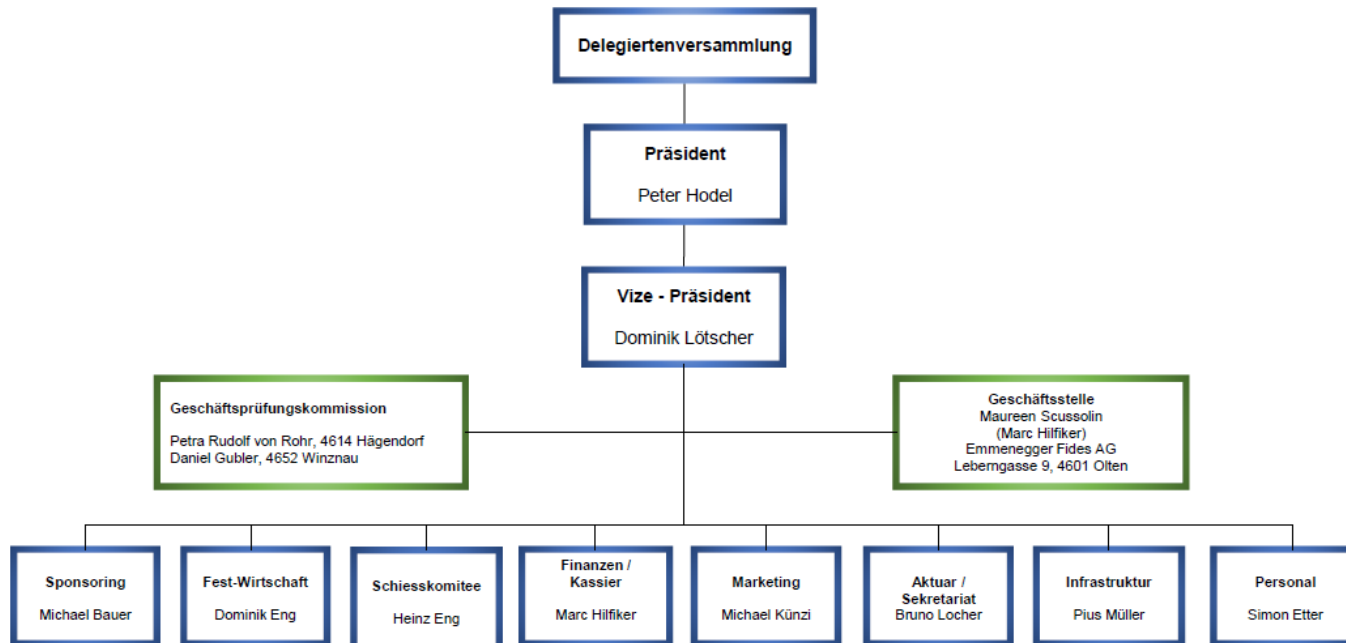 Delegiertenversammlung
Präsident
Peter Hodel
Vize - Präsident
Dominik Lötscher
Geschäftsprüfungskommission
Petra Rudolf von Rohr, 4614 Hägendorf
Daniel Gubler, 4652 Winznau
Geschäftsstelle
Maureen Scussolin
(Marc Hilfiker)
Emmenegger Fides AG
Leberngasse 9, 4601 Olten
Sponsoring
Michael Bauer
Fest-Wirtschaft
Dominik Eng
Schiesskomitee
Heinz Eng
Finanzen /
Kassier
Marc Hilfiker
Marketing
Michael Künzi
Aktuar /
Sekretariat
Bruno Locher
Infrastruktur
Pius Müller
Personal
Simon Etter